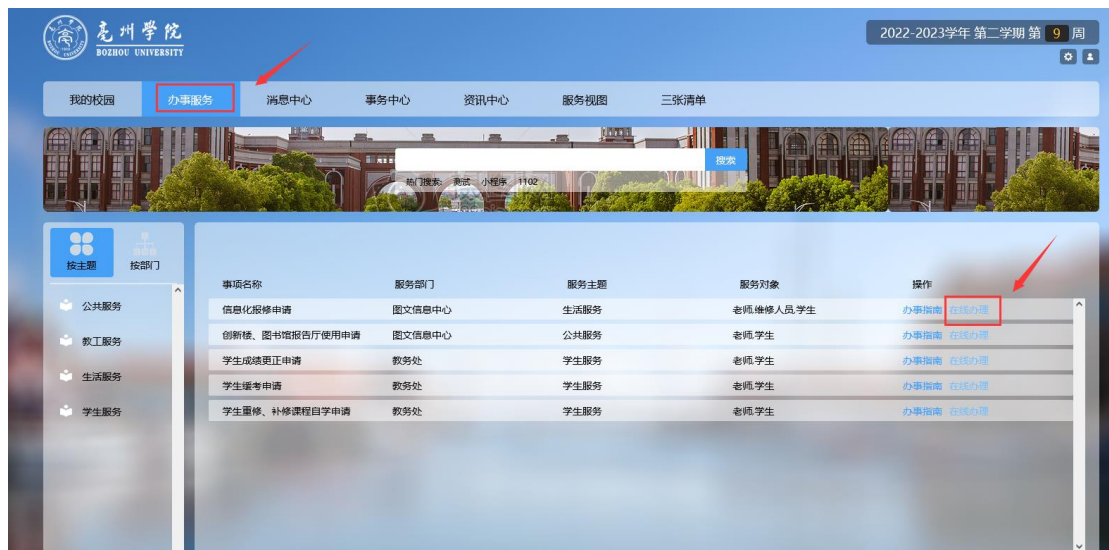 亳州学院
BOZHOU UNIVERSITY
2022-2023学年 第二学期 第 9 周
我的校园 办事服务 消息中心 事务中心 资讯中心 服务视图 三张清单
搜索
热门搜索: 测试 小程序 1102
按主题 按部门
公共服务
教工服务
生活服务
学生服务
事项名称 服务部门 服务主题 服务对象 操作
信息化报修申请 图文信息中心 生活服务 老师,维修人员,学生 办事指南 在线办理
创新楼、图书馆报告厅使用申请 图文信息中心 公共服务 老师,学生 办事指南 在线办理
学生成绩更正申请 教务处 学生服务 老师,学生 办事指南 在线办理
学生缓考申请 教务处 学生服务 老师,学生 办事指南 在线办理
学生重修、补修课程自学申请 教务处 学生服务 老师,学生 办事指南 在线办理